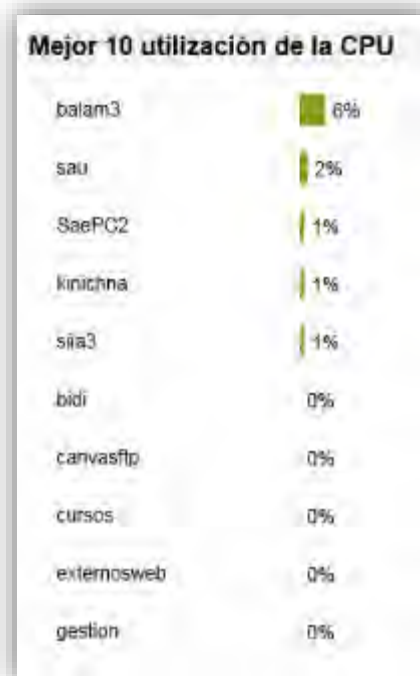 Mejor 10 utilización de la CPU
balam3 6%
sau 2%
SaePC2 1%
kinichna 1%
siia3 1%
bidi 0%
canvasftp 0%
cursos 0%
externosweb 0%
gestion 0%